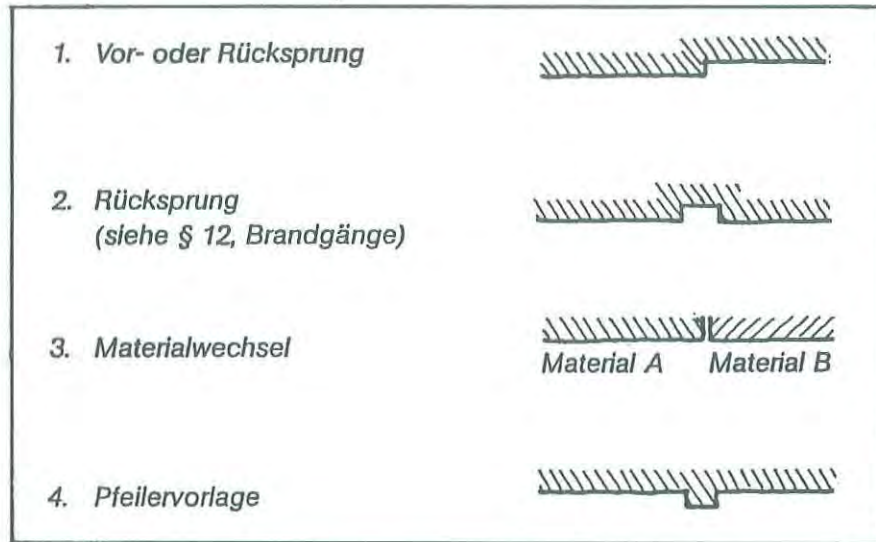 1. Vor- oder Rücksprung
2. Rücksprung
(siehe § 12, Brandgänge)
3. Materialwechsel
Material A Material B
4. Pfeilervorlage